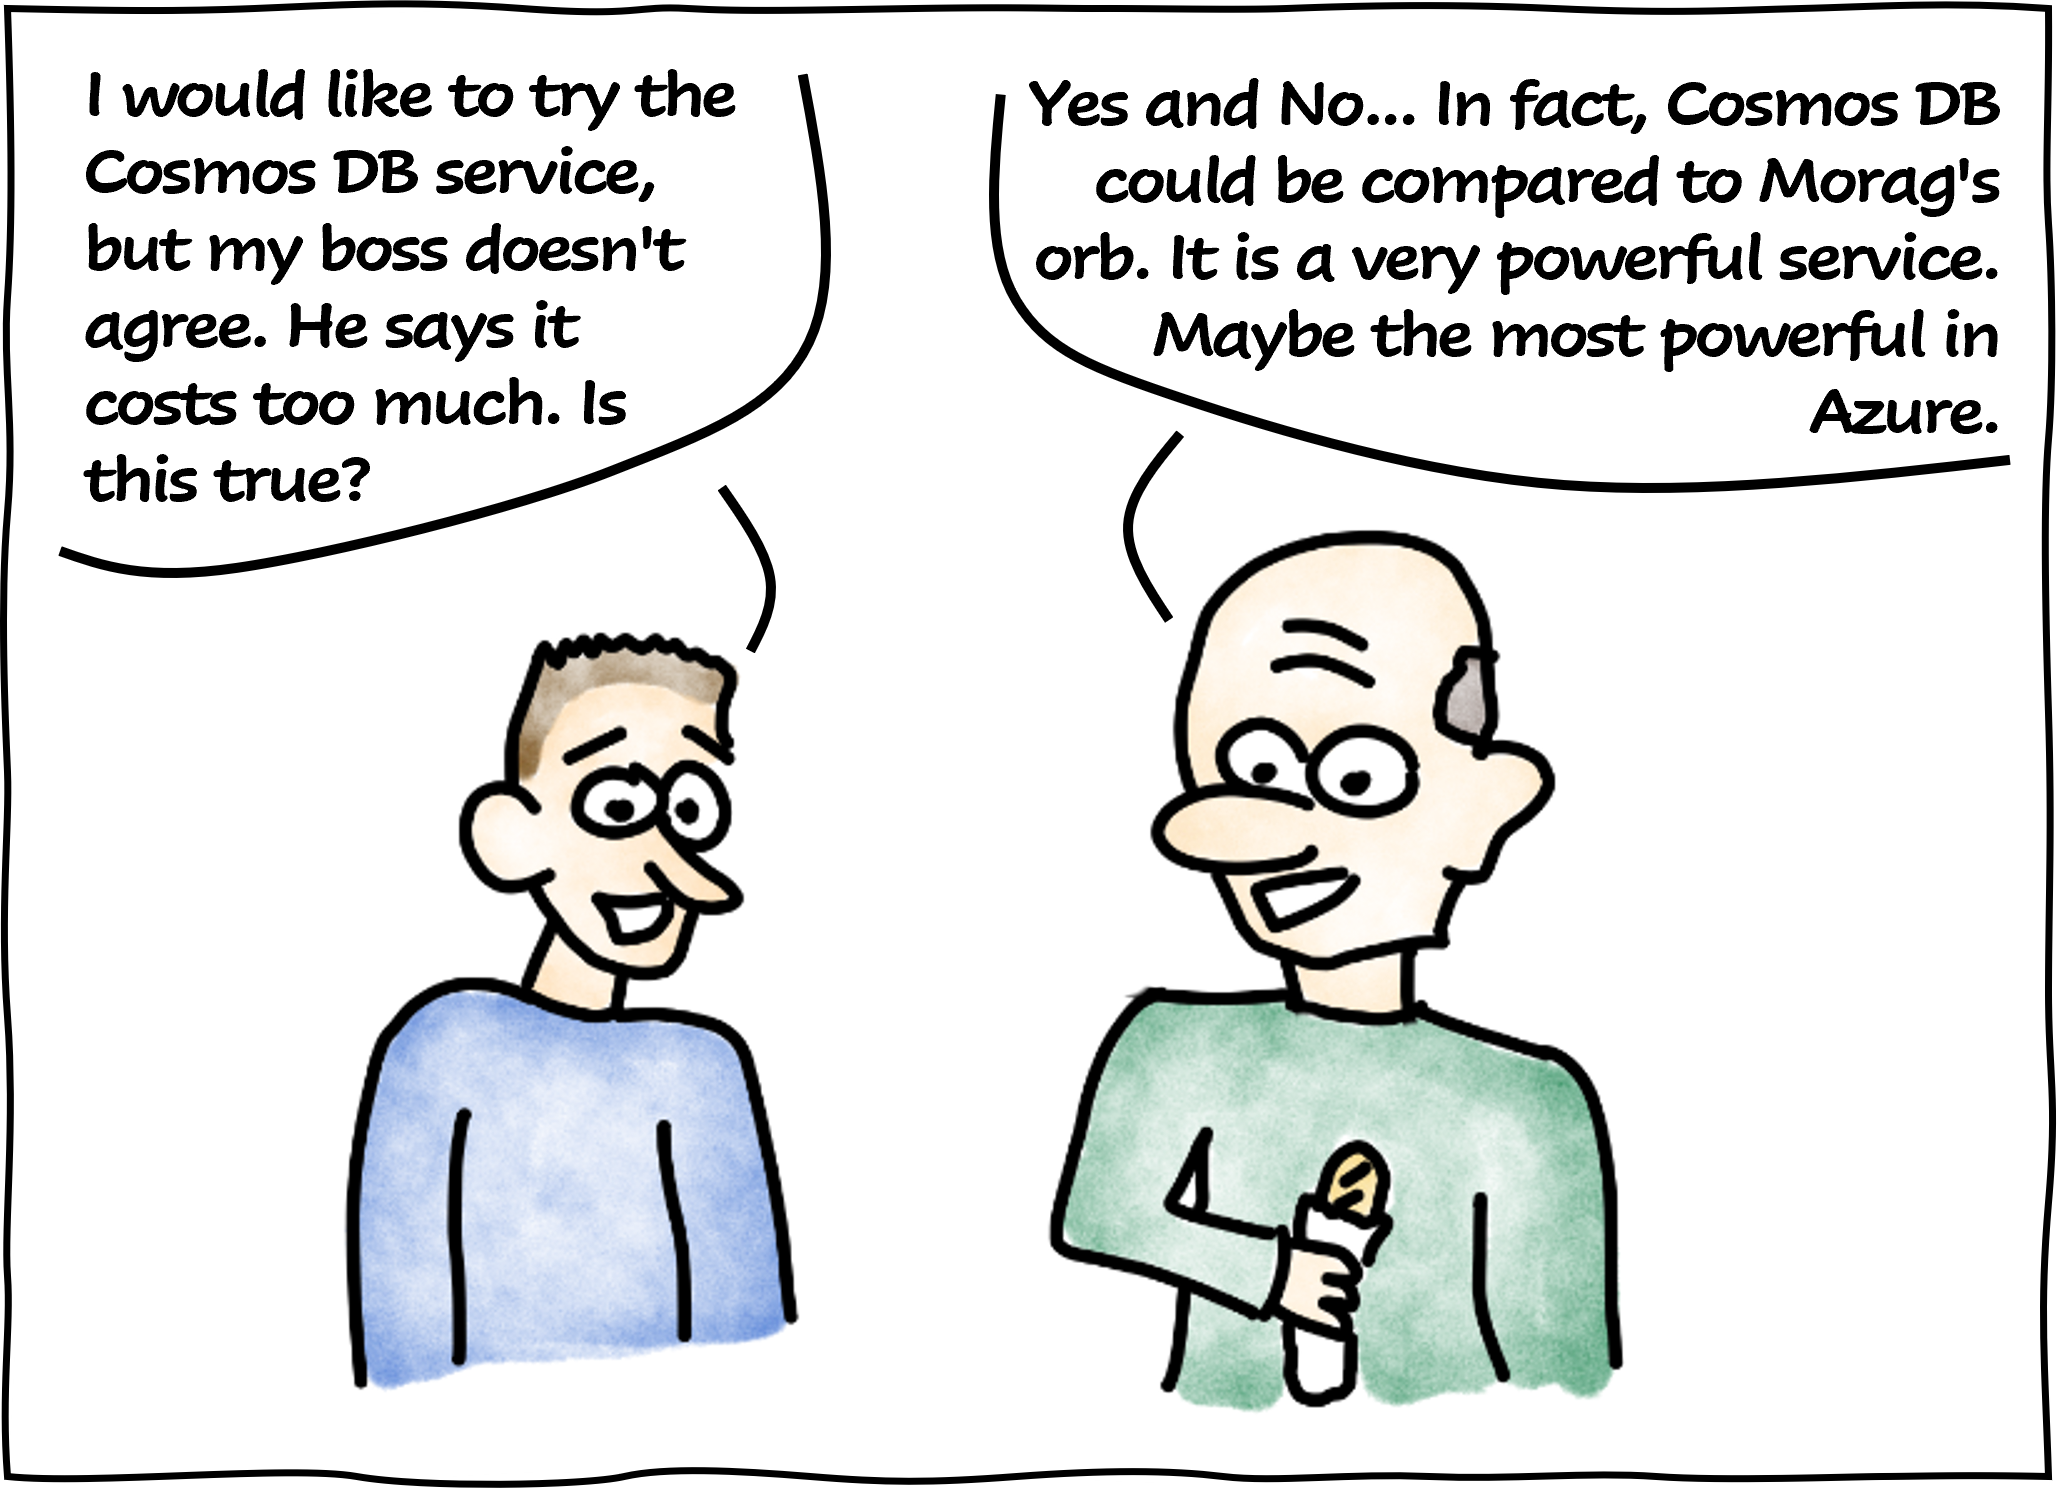 I would like to try the
Cosmos DB service,
but my boss doesn't
agree. He says it
costs too much. Is
this true?
Yes and No... In fact, Cosmos DB
could be compared to Morag's
orb. It is a very powerful service.
Maybe the most powerful in
Azure.